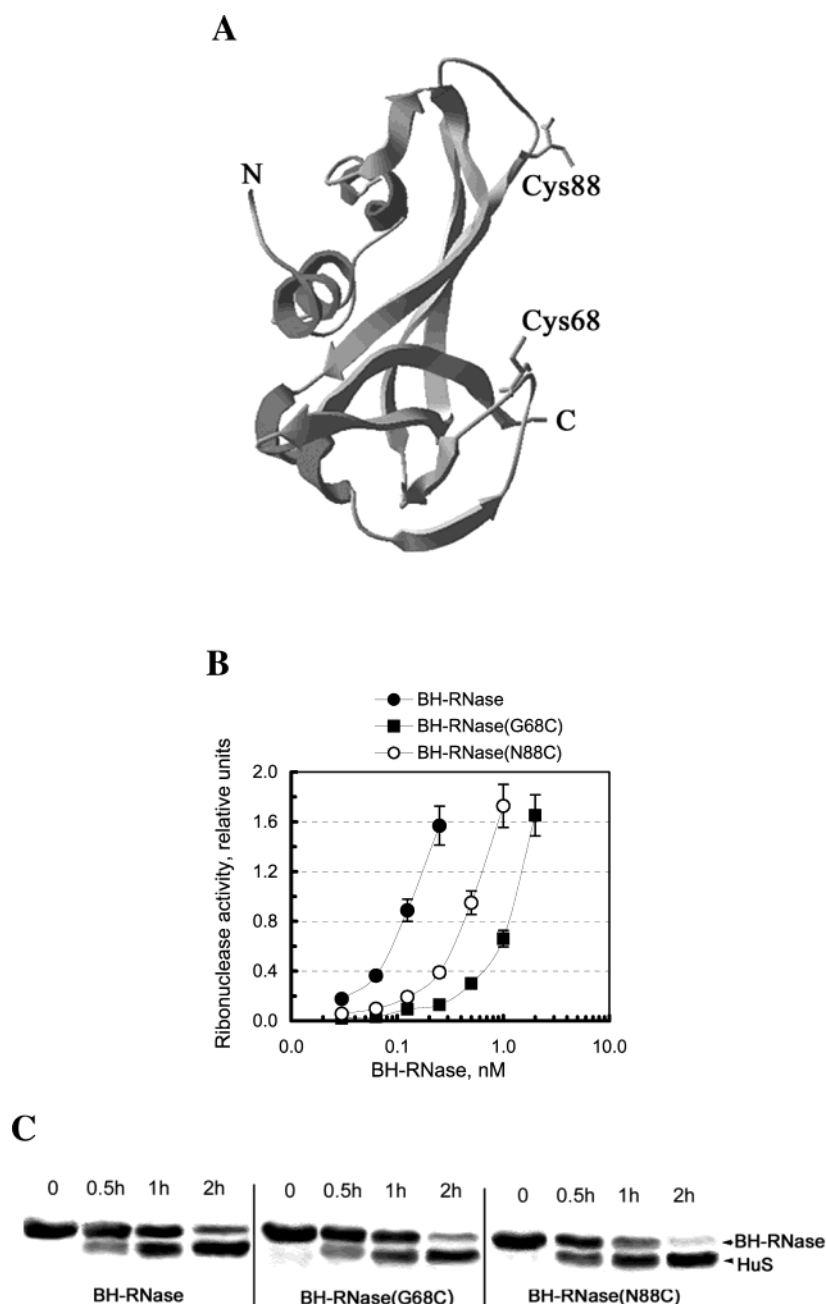 A
N
Cys88
Cys68
C
B
BH-RNase
BH-RNase(G68C)
BH-RNase(N88C)
Ribonuclease activity, relative units
2.0
1.6
1.2
0.8
0.4
0.0
0.0 0.1 1.0 10.0
BH-RNase, nM
C
0 0.5h 1h 2h 0 0.5h 1h 2h 0 0.5h 1h 2h
BH-RNase
HuS
BH-RNase BH-RNase(G68C) BH-RNase(N88C)